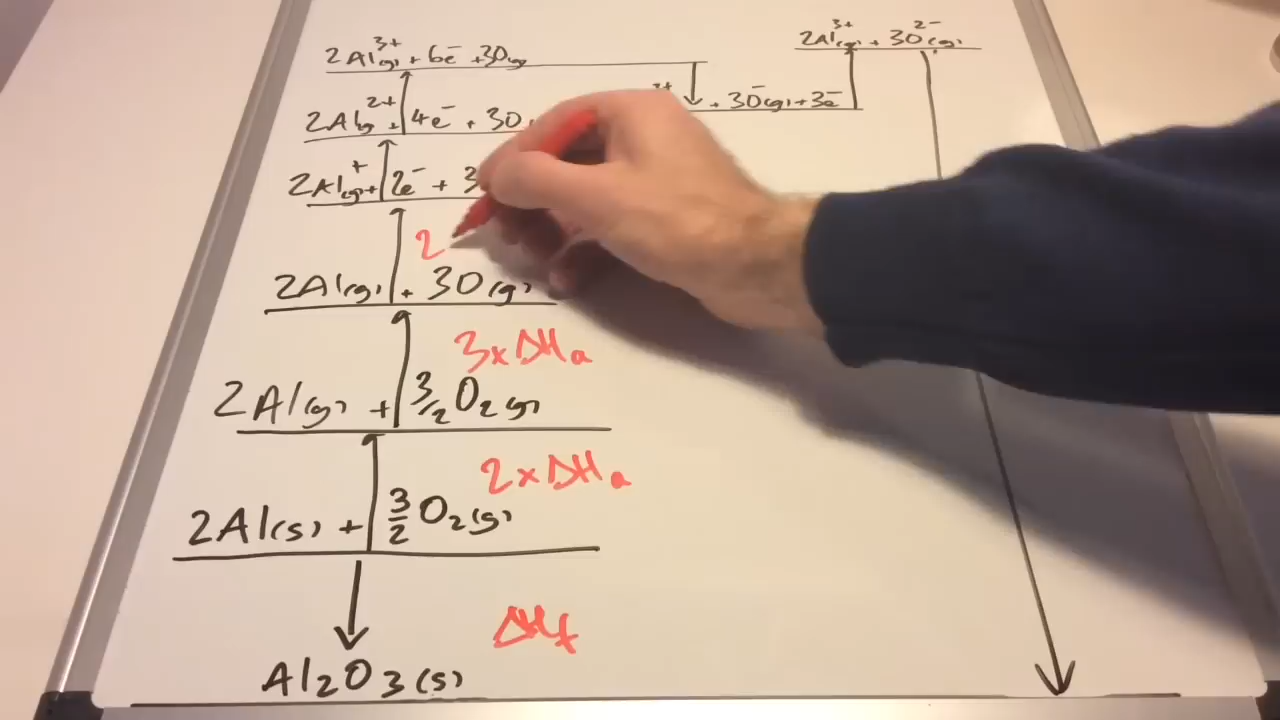 2Al³⁺(g) + 3O²⁻(g)
2Al³⁺(g) + 6e⁻ + 3O(g)
3+ + 3O⁻(g) + 3e⁻
2Al²⁺(g) + 4e⁻ + 3O
2Al⁺(g) + 2e⁻ + 3
2
2Al(g) + 3O(g)
3 x ΔHa
2Al(g) + 3/2 O₂(g)
2 x ΔHa
2Al(s) + 3/2 O₂(g)
ΔHf
Al₂O₃(s)